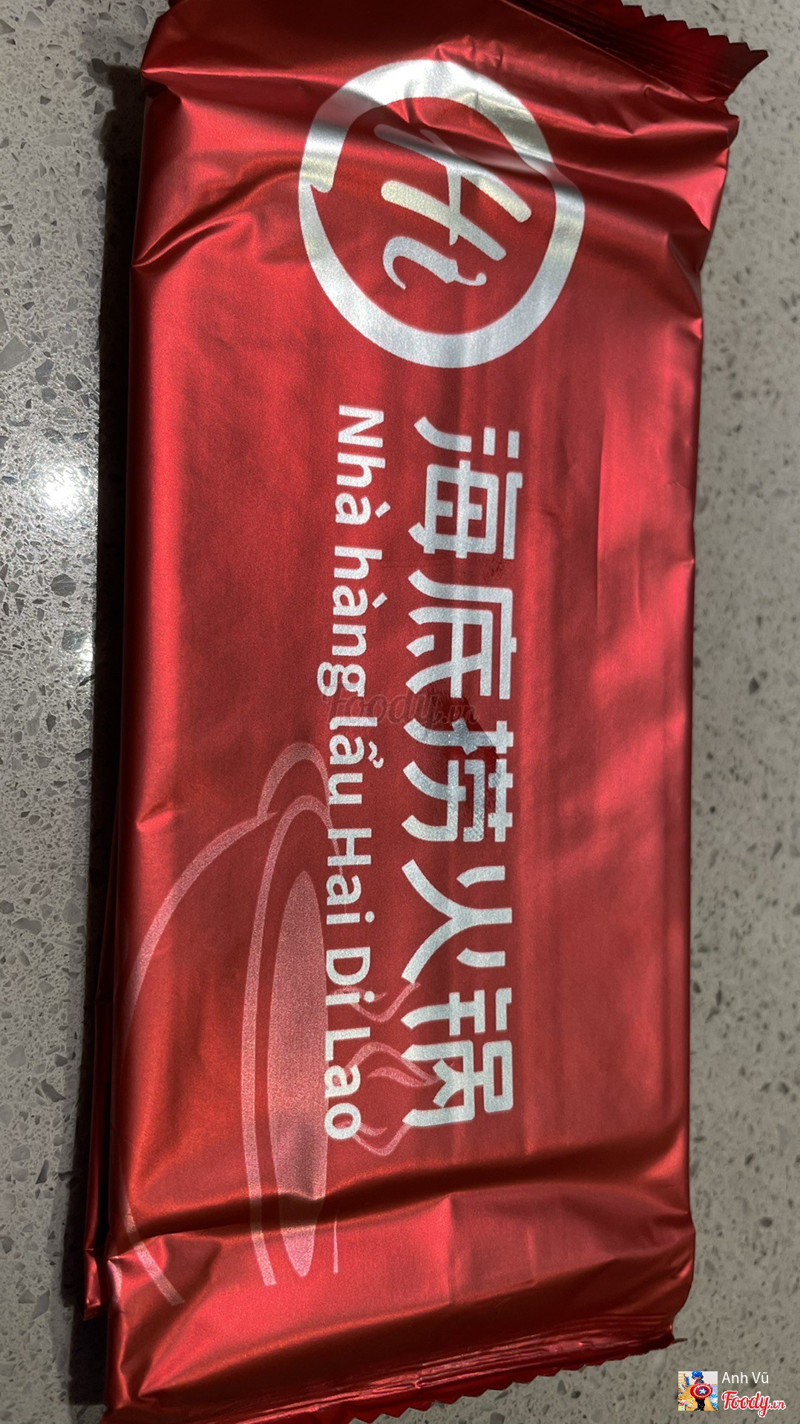 Hi
海底捞火锅
Nhà hàng lẩu Hai Di Lao
Foody.vn
Anh Vũ
Foody.vn